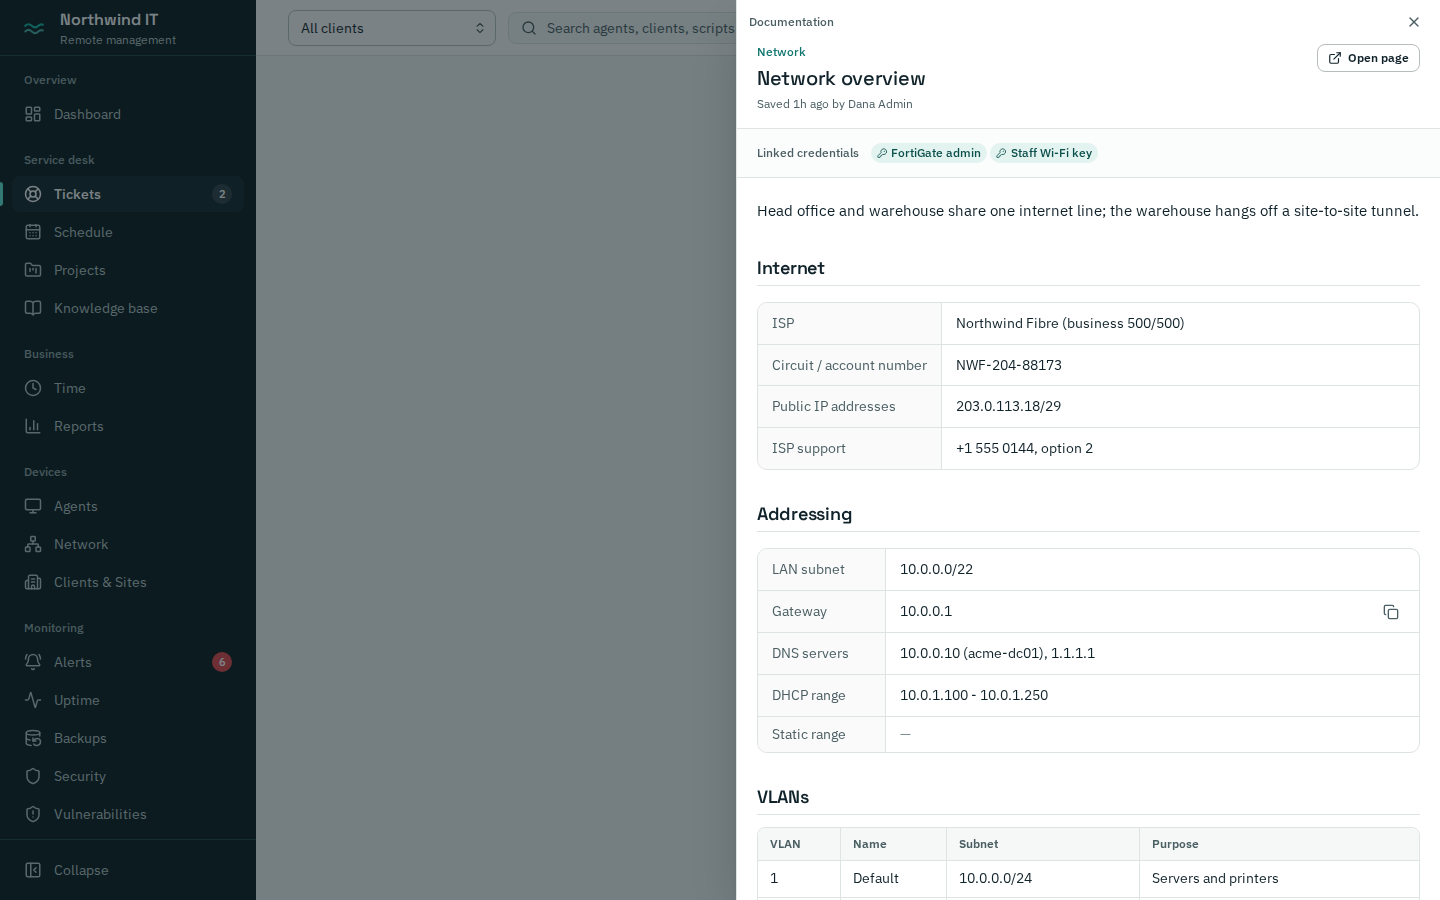 Northwind IT
Remote management
Overview
Dashboard
Service desk
Tickets 2
Schedule
Projects
Knowledge base
Business
Time
Reports
Devices
Agents
Network
Clients & Sites
Monitoring
Alerts 6
Uptime
Backups
Security
Vulnerabilities
Collapse
All clients
Search agents, clients, scripts
Documentation
Network
Network overview
Saved 1h ago by Dana Admin
Open page
Linked credentials FortiGate admin Staff Wi-Fi key
Head office and warehouse share one internet line; the warehouse hangs off a site-to-site tunnel.
Internet
ISP Northwind Fibre (business 500/500)
Circuit / account number NWF-204-88173
Public IP addresses 203.0.113.18/29
ISP support +1 555 0144, option 2
Addressing
LAN subnet 10.0.0.0/22
Gateway 10.0.0.1
DNS servers 10.0.0.10 (acme-dc01), 1.1.1.1
DHCP range 10.0.1.100 - 10.0.1.250
Static range —
VLANs
VLAN Name Subnet Purpose
1 Default 10.0.0.0/24 Servers and printers